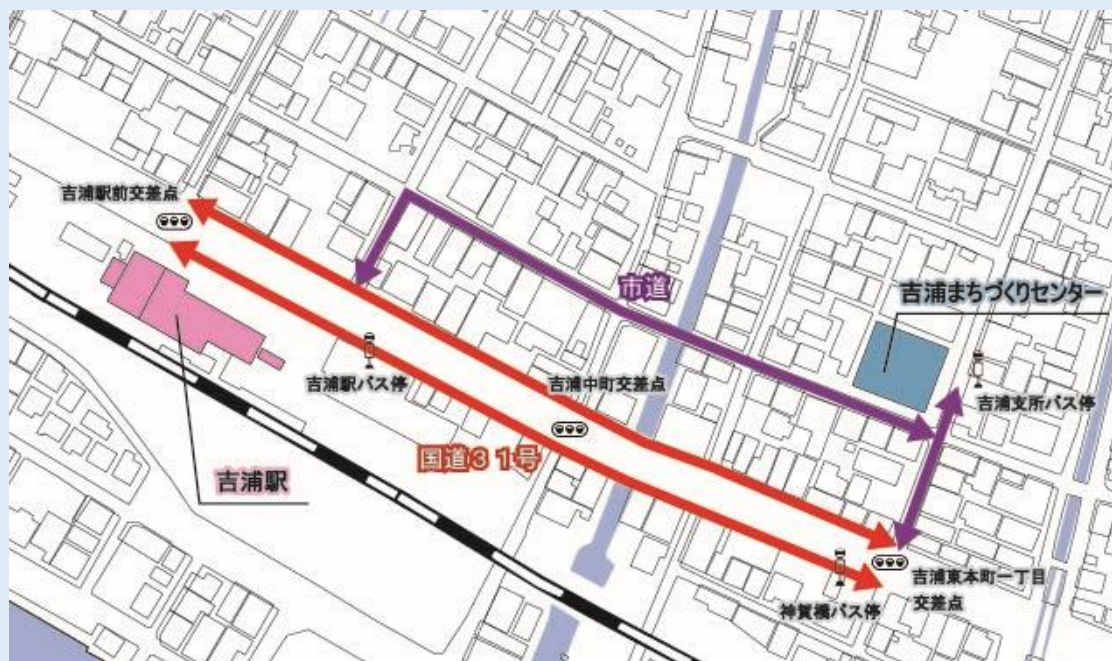 吉浦駅前交差点
市道
吉浦まちづくりセンター
吉浦駅バス停
吉浦中町交差点
吉浦支所バス停
国道31号
吉浦駅
神賀橋バス停
吉浦東本町一丁目
交差点